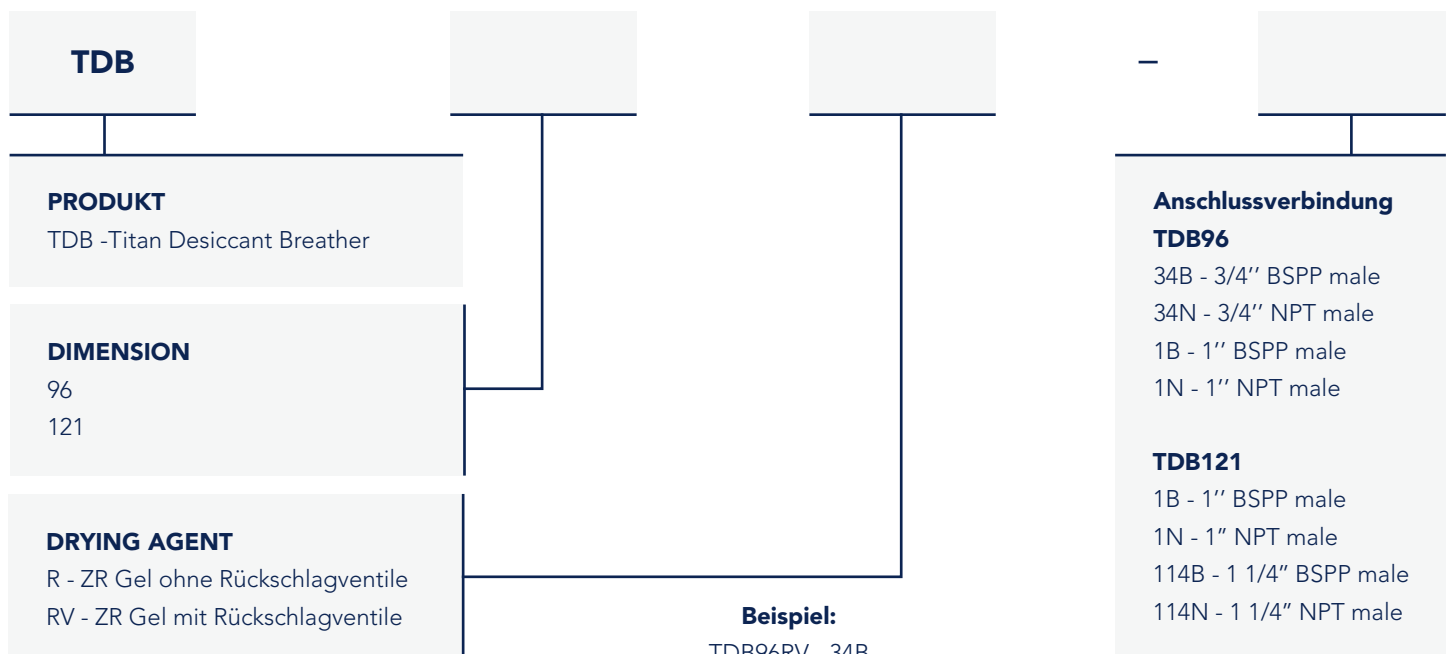 TDB
–
PRODUKT
TDB -Titan Desiccant Breather
DIMENSION
96
121
DRYING AGENT
R - ZR Gel ohne Rückschlagventile
RV - ZR Gel mit Rückschlagventile
Beispiel:
TDB96RV - 34B
Anschlussverbindung
TDB96
34B - 3/4’’ BSPP male
34N - 3/4’’ NPT male
1B - 1’’ BSPP male
1N - 1’’ NPT male
TDB121
1B - 1’’ BSPP male
1N - 1” NPT male
114B - 1 1/4” BSPP male
114N - 1 1/4” NPT male